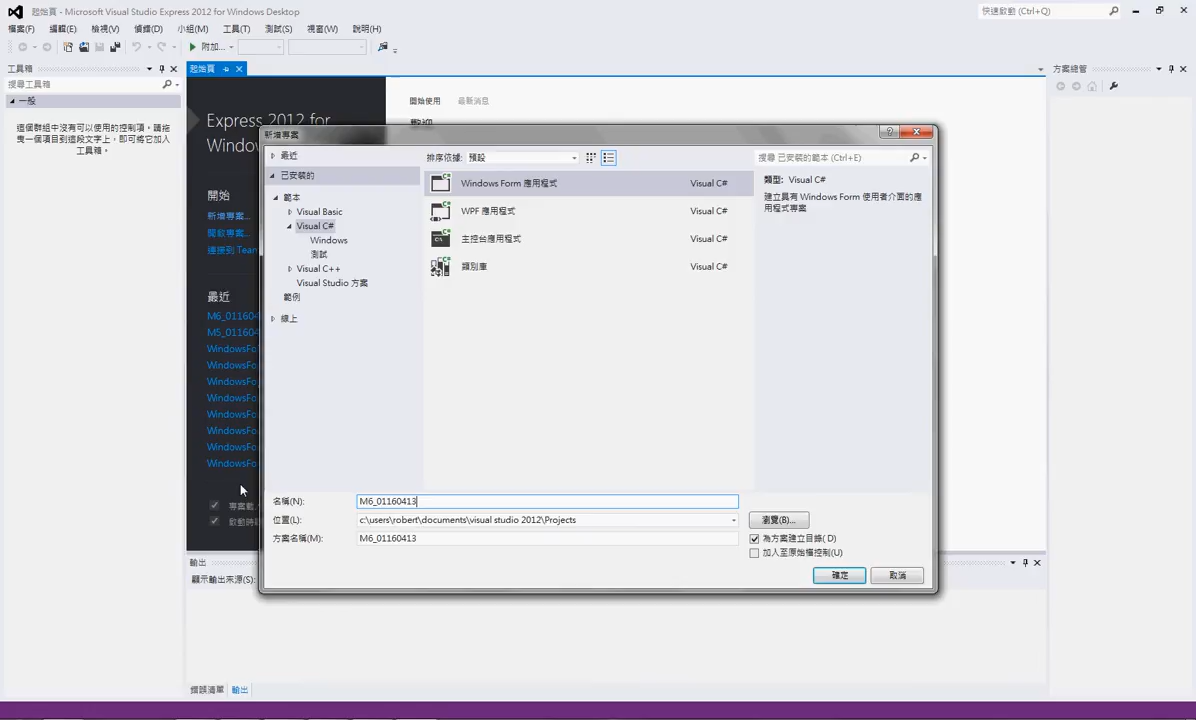 起始頁 - Microsoft Visual Studio Express 2012 for Windows Desktop
快速啟動 (Ctrl+Q)
檔案(F) 編輯(E) 檢視(V) 偵錯(D) 小組(M) 工具(T) 測試(S) 視窗(W) 說明(H)
附加...
工具箱
起始頁
方案總管
搜尋工具箱
一般
這個群組中沒有可以使用的控制項。請拖
曳一個項目到這段文字上，即可將它加入
工具箱。
開始使用 最新消息
Express 2012 for
Windo
開始
新增專案...
開啟專案...
連接到 Team
最近
M6_011604
M5_011604
WindowsFo
WindowsFo
WindowsFo
WindowsFo
WindowsFo
WindowsFo
WindowsFo
WindowsFo
專案載
啟動時
新增專案
最近
已安裝的
範本
Visual Basic
Visual C#
Windows
測試
Visual C++
Visual Studio 方案
範例
線上
排序依據: 預設
搜尋 已安裝的範本 (Ctrl+E)
Windows Form 應用程式 Visual C#
WPF 應用程式 Visual C#
主控台應用程式 Visual C#
類別庫 Visual C#
類型: Visual C#
建立具有 Windows Form 使用者介面的應
用程式專案
名稱(N): M6_01160413
位置(L): c:\users\robert\documents\visual studio 2012\Projects
瀏覽(B)...
方案名稱(M): M6_01160413
為方案建立目錄(D)
加入至原始檔控制(U)
確定 取消
輸出
顯示輸出來源(S):
錯誤清單 輸出